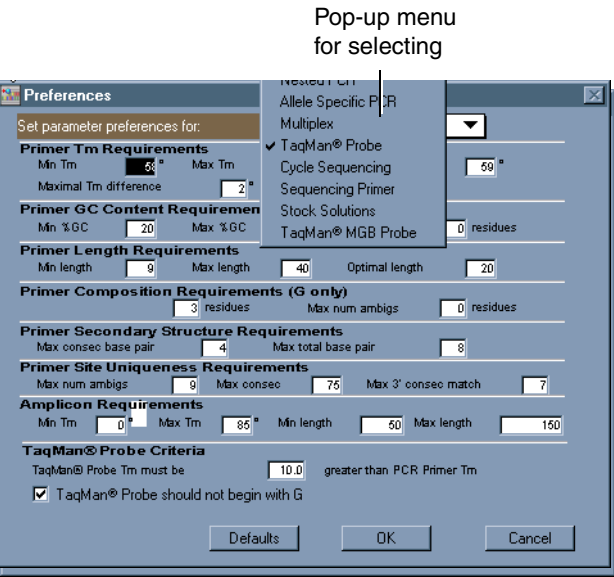 Pop-up menu
for selecting
Preferences
Set parameter preferences for:
Nested PCR
Allele Specific PCR
Multiplex
✔ TaqMan® Probe
Cycle Sequencing
Sequencing Primer
Stock Solutions
TaqMan® MGB Probe
Primer Tm Requirements
Min Tm 58 ° Max Tm 59 °
Maximal Tm difference 2 °
Primer GC Content Requiremen
Min %GC 20 Max %GC 0 residues
Primer Length Requirements
Min length 9 Max length 40 Optimal length 20
Primer Composition Requirements (G only)
3 residues Max num ambigs 0 residues
Primer Secondary Structure Requirements
Max consec base pair 4 Max total base pair 8
Primer Site Uniqueness Requirements
Max num ambigs 9 Max consec 75 Max 3' consec match 7
Amplicon Requirements
Min Tm 0 ° Max Tm 85 ° Min length 50 Max length 150
TaqMan® Probe Criteria
TaqMan® Probe Tm must be 10.0 greater than PCR Primer Tm
TaqMan® Probe should not begin with G
Defaults OK Cancel